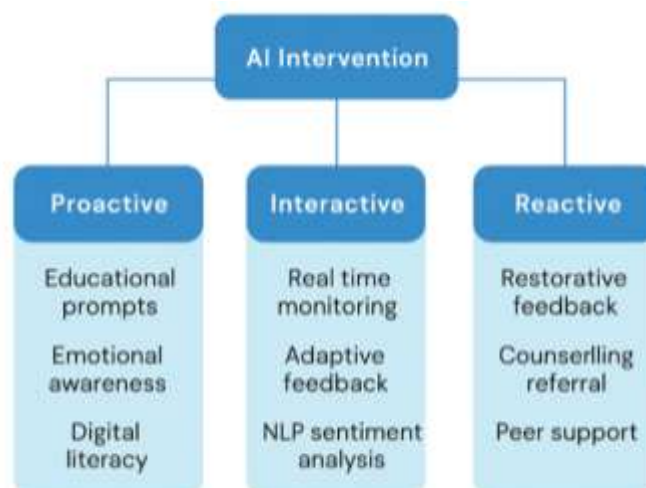 AI Intervention
Proactive
Educational
prompts
Emotional
awareness
Digital
literacy
Interactive
Real time
monitoring
Adaptive
feedback
NLP sentiment
analysis
Reactive
Restorative
feedback
Counserlling
referral
Peer support